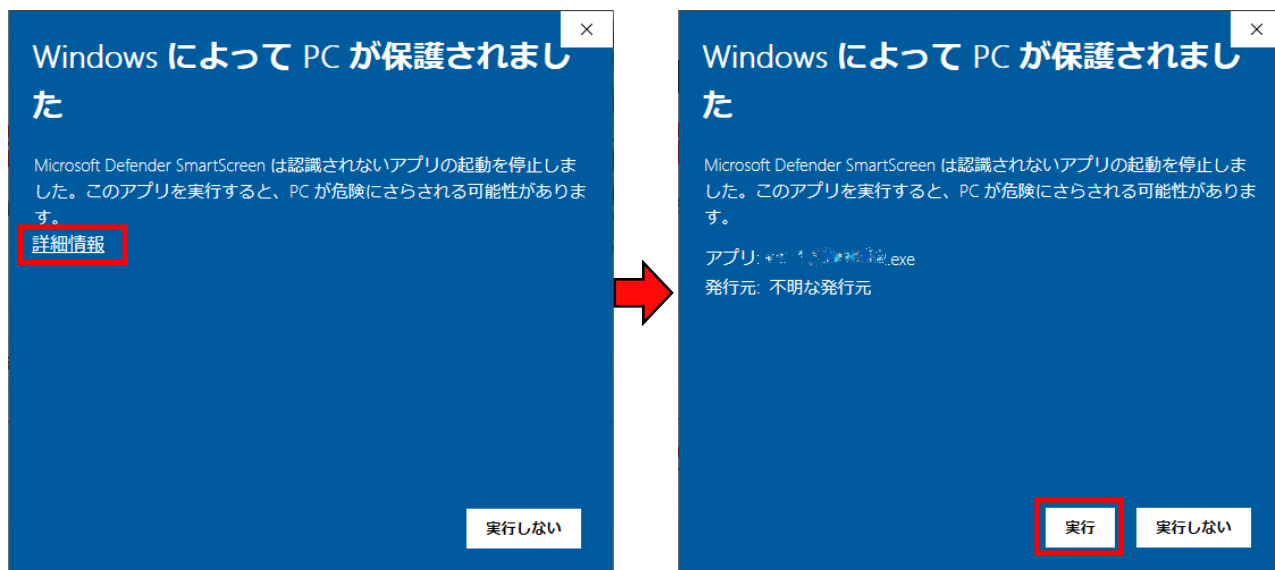 Windows によって PC が保護されまし
た
Microsoft Defender SmartScreen は認識されないアプリの起動を停止しま
した。このアプリを実行すると、PC が危険にさらされる可能性がありま
す。
詳細情報
実行しない
Windows によって PC が保護されまし
た
Microsoft Defender SmartScreen は認識されないアプリの起動を停止しま
した。このアプリを実行すると、PC が危険にさらされる可能性がありま
す。
アプリ: .exe
発行元: 不明な発行元
実行
実行しない